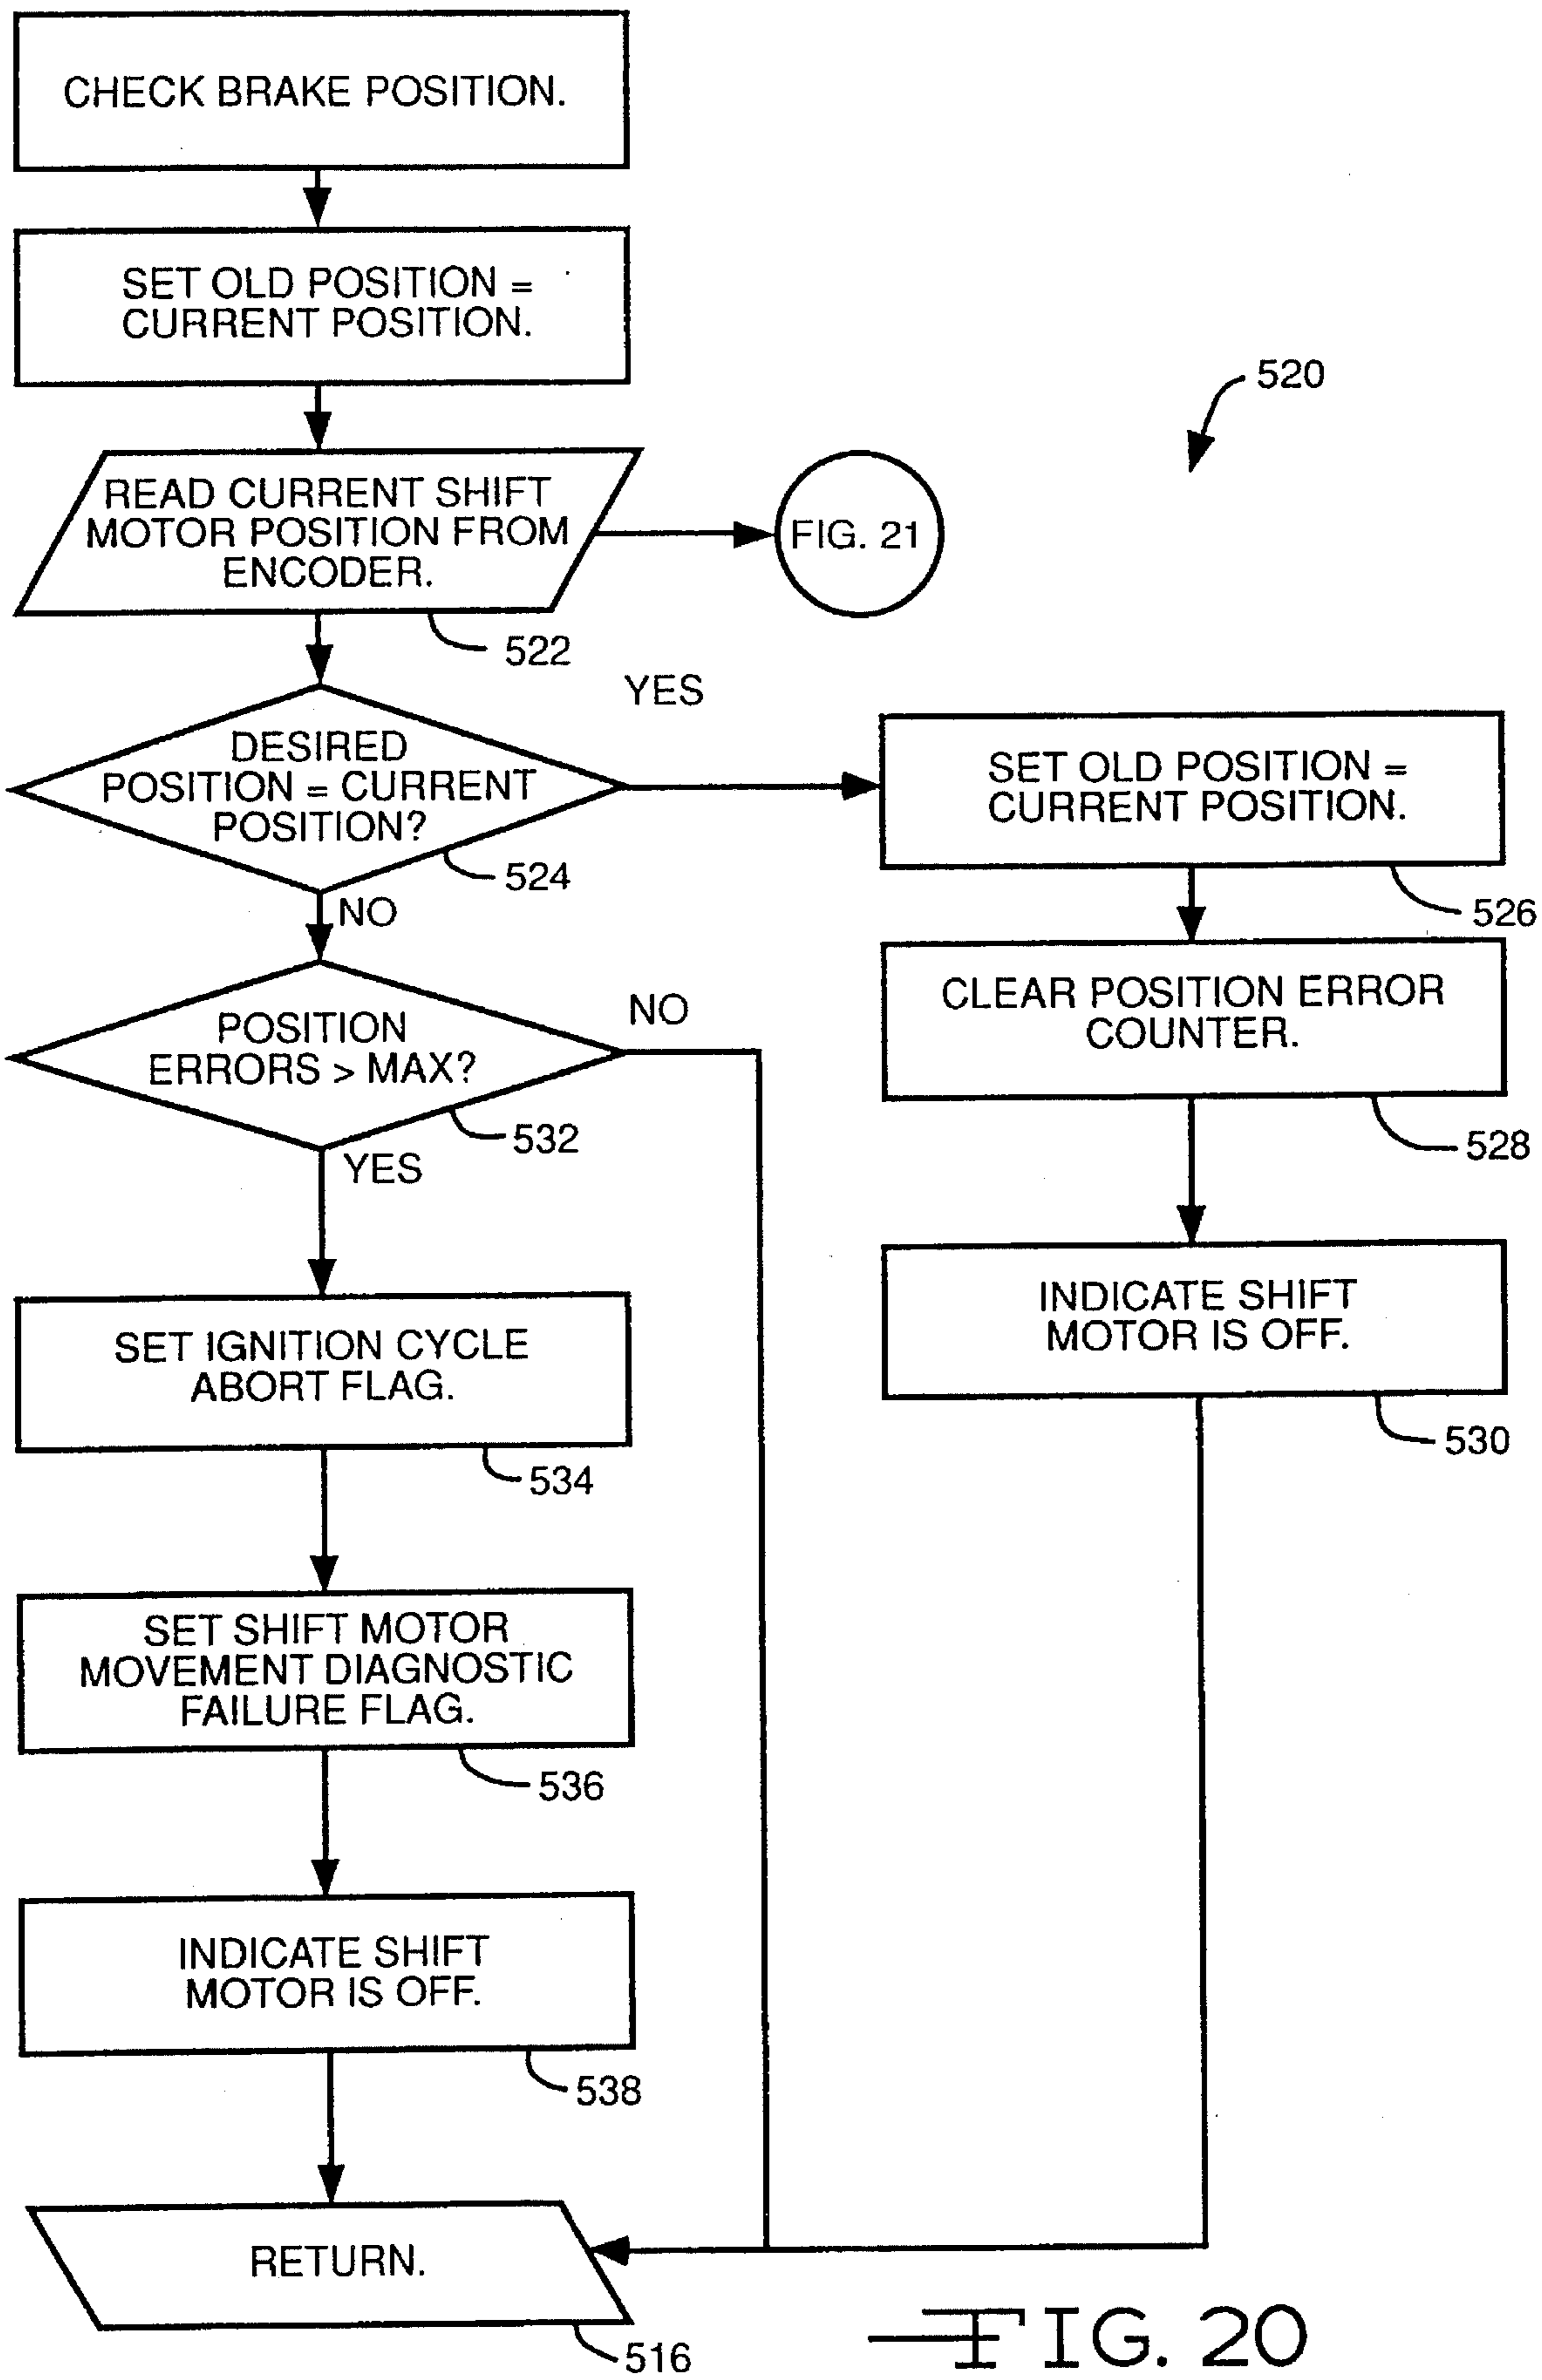 CHECK BRAKE POSITION.
SET OLD POSITION =
CURRENT POSITION.
520
READ CURRENT SHIFT
MOTOR POSITION FROM
ENCODER.
FIG. 21
522
YES
DESIRED
POSITION = CURRENT
POSITION?
524
SET OLD POSITION =
CURRENT POSITION.
526
NO
CLEAR POSITION ERROR
COUNTER.
528
POSITION
ERRORS > MAX?
NO
532
YES
INDICATE SHIFT
MOTOR IS OFF.
530
SET IGNITION CYCLE
ABORT FLAG.
534
SET SHIFT MOTOR
MOVEMENT DIAGNOSTIC
FAILURE FLAG.
536
INDICATE SHIFT
MOTOR IS OFF.
538
RETURN.
516
FIG. 20